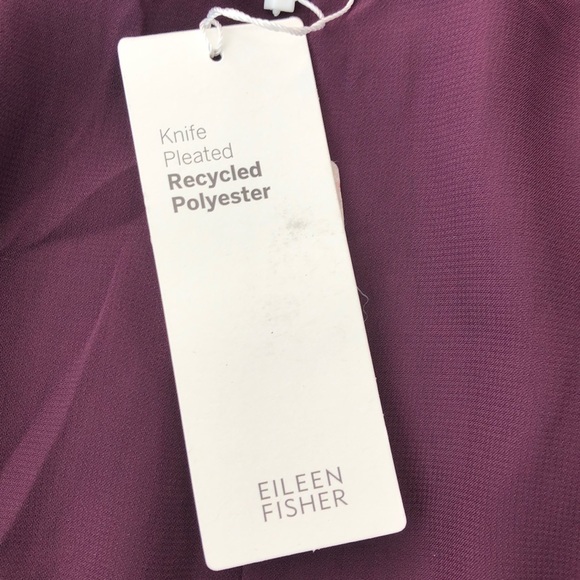 Knife
Pleated
Recycled
Polyester
EILEEN
FISHER